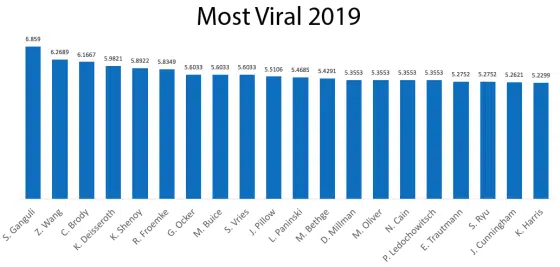 Most Viral 2019
6.859
6.2689
6.1667
5.9821
5.8922
5.8349
5.6033
5.6033
5.6033
5.5106
5.4685
5.4291
5.3553
5.3553
5.3553
5.3553
5.2752
5.2752
5.2621
5.2299
S. Ganguli
Z. Wang
C. Brody
K. Deisseroth
K. Shenoy
R. Froemke
G. Ocker
M. Buice
S. Vries
J. Pillow
L. Paninski
M. Bethge
D. Millman
M. Oliver
N. Cain
P. Ledochowitsch
E. Trautmann
S. Ryu
J. Cunningham
K. Harris